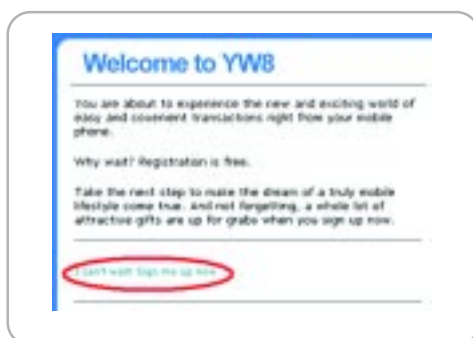 Welcome to YW8
You are about to experience the new and exciting world of
easy and covenent transactions right from your mobile
phone.
Why wait? Registration is free.
Take the next step to make the dream of a truly mobile
lifestyle come true. And not forgetting, a whole lot of
attractive gifts are up for grabs when you sign up now.
I can't wait! Sign me up now